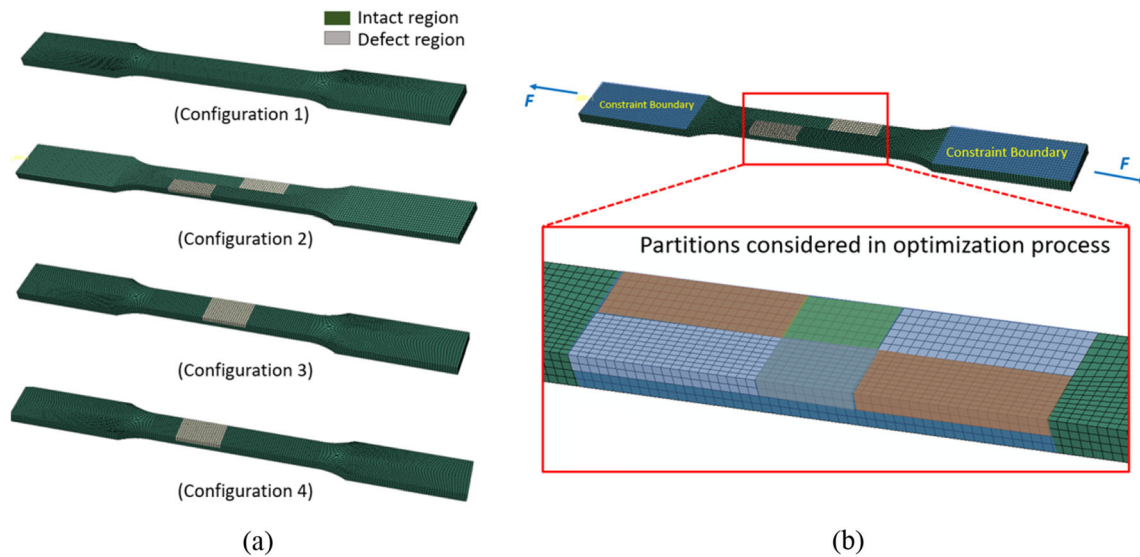 Intact region
Defect region
(Configuration 1)
(Configuration 2)
(Configuration 3)
(Configuration 4)
(a)
F
Constraint Boundary
Constraint Boundary
F
Partitions considered in optimization process
(b)